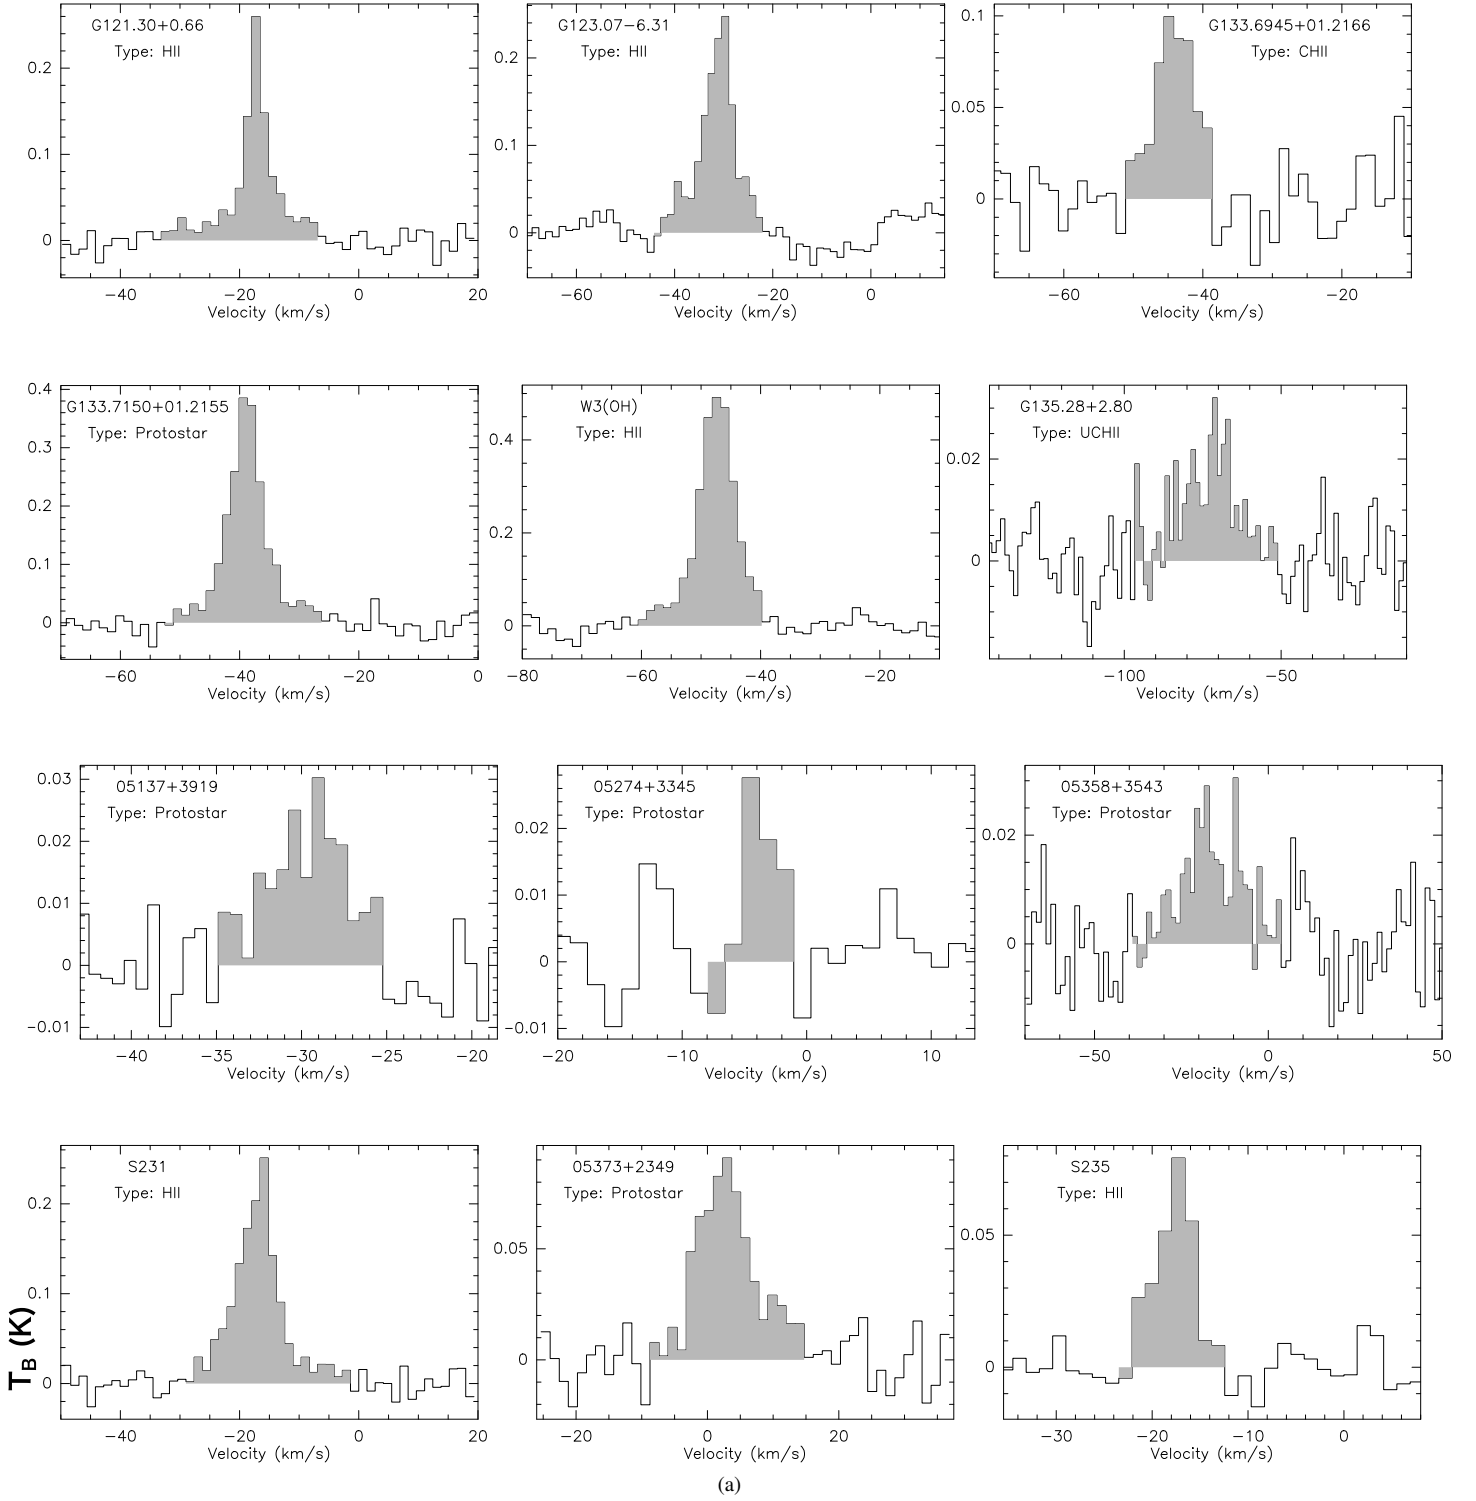 G121.30+0.66
Type: HII
0.2
0.1
0
−40 −20 0 20
Velocity (km/s)
G123.07−6.31
Type: HII
0.2
0.1
0
−60 −40 −20 0
Velocity (km/s)
G133.6945+01.2166
Type: CHII
0.1
0.05
0
−60 −40 −20
Velocity (km/s)
G133.7150+01.2155
Type: Protostar
0.4
0.3
0.2
0.1
0
−60 −40 −20 0
Velocity (km/s)
W3(OH)
Type: HII
0.4
0.2
0
−80 −60 −40 −20
Velocity (km/s)
G135.28+2.80
Type: UCHII
0.02
0
−100 −50
Velocity (km/s)
05137+3919
Type: Protostar
0.03
0.02
0.01
0
−0.01
−40 −35 −30 −25 −20
Velocity (km/s)
05274+3345
Type: Protostar
0.02
0.01
0
−0.01
−20 −10 0 10
Velocity (km/s)
05358+3543
Type: Protostar
0.02
0
−50 0 50
Velocity (km/s)
S231
Type: HII
0.2
0.1
0
−40 −20 0 20
Velocity (km/s)
05373+2349
Type: Protostar
0.05
0
−20 0 20
Velocity (km/s)
S235
Type: HII
0.05
0
−30 −20 −10 0
Velocity (km/s)
TB (K)
(a)